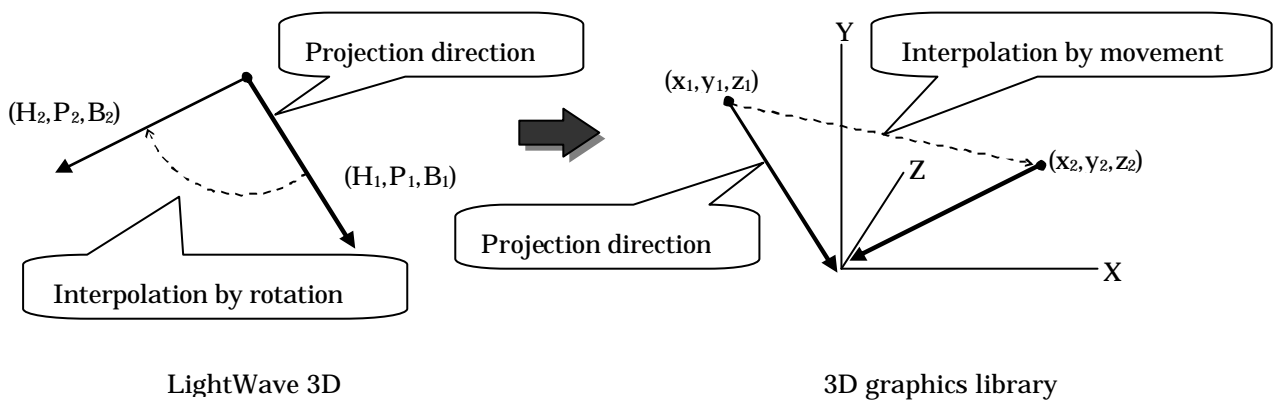 Projection direction
(H₂,P₂,B₂)
(H₁,P₁,B₁)
Interpolation by rotation
LightWave 3D
Y
Interpolation by movement
(x₁,y₁,z₁)
(x₂,y₂,z₂)
Z
Projection direction
X
3D graphics library